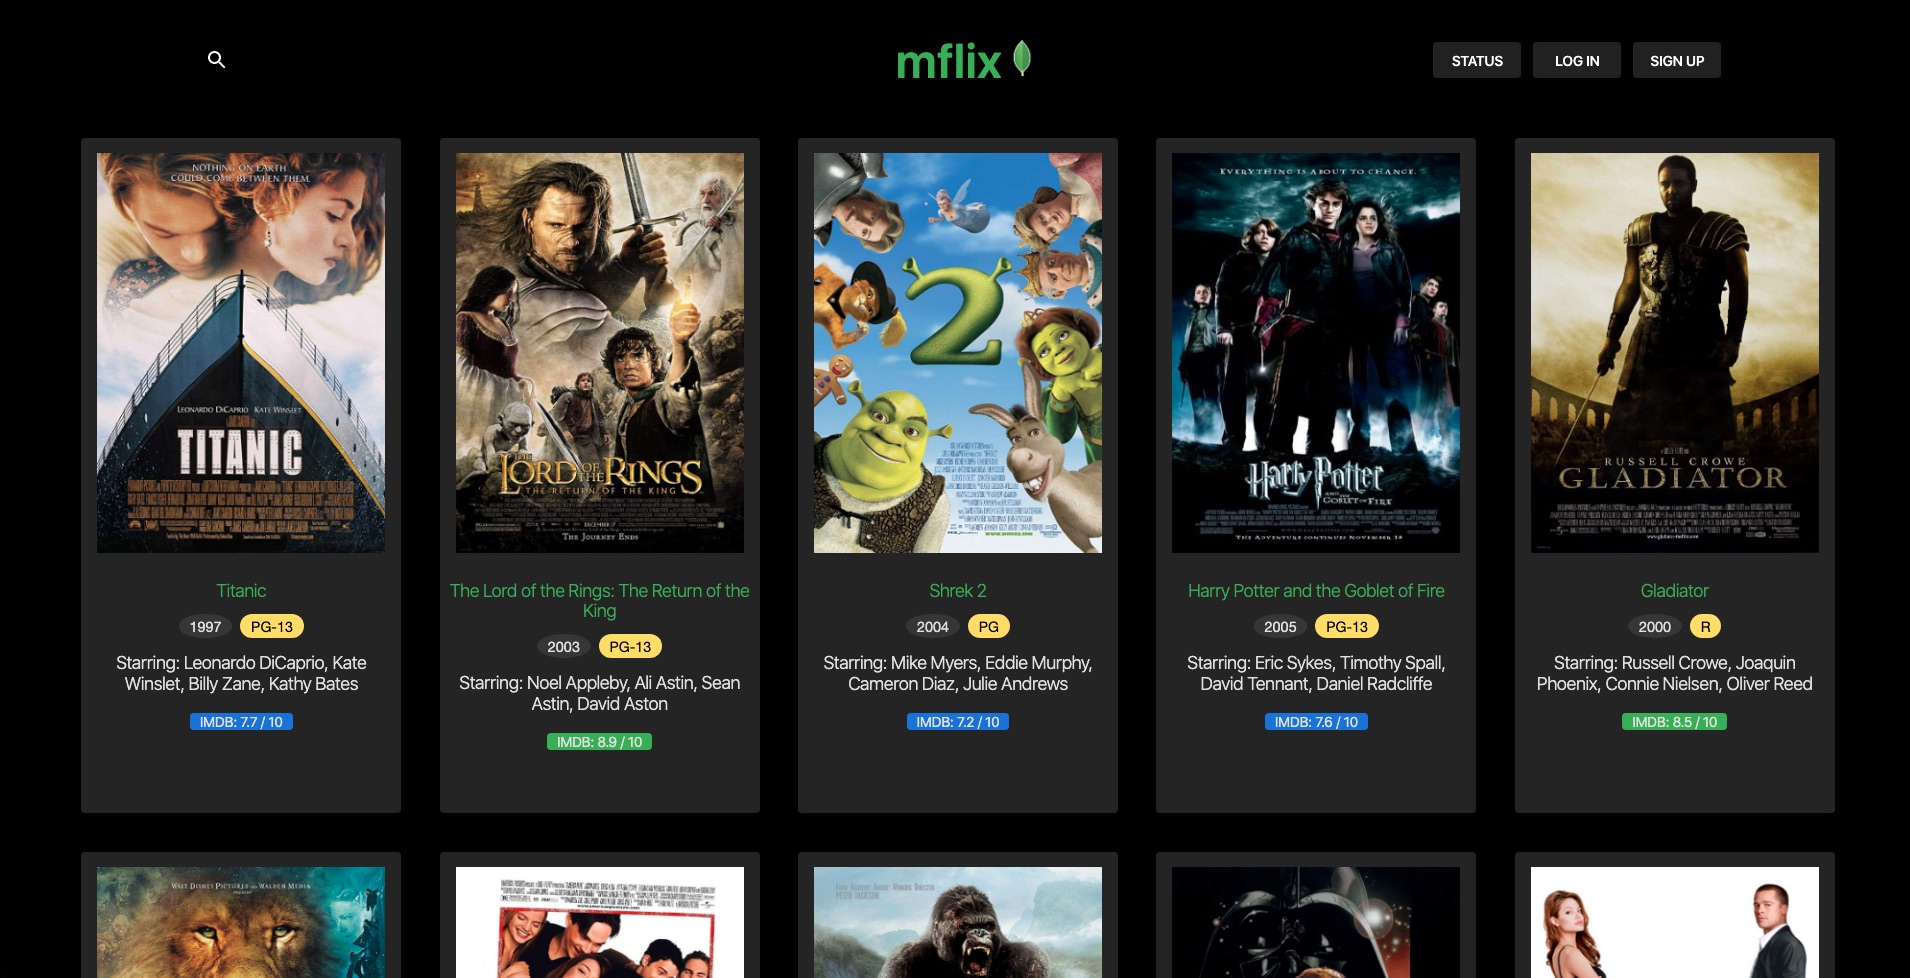 mflix
STATUS
LOG IN
SIGN UP
NOTHING ON EARTH
COULD COME BETWEEN THEM.
LEONARDO DICAPRIO KATE WINSLET
TITANIC
THE
LORD OF THE RINGS
THE RETURN OF THE KING
THE JOURNEY ENDS
2
EVERYTHING IS ABOUT TO CHANGE.
Harry Potter
AND THE
GOBLET OF FIRE
THE ADVENTURE CONTINUES NOVEMBER 18
RUSSELL CROWE
GLADIATOR
Titanic
1997 PG-13
Starring: Leonardo DiCaprio, Kate
Winslet, Billy Zane, Kathy Bates
IMDB: 7.7 / 10
The Lord of the Rings: The Return of the
King
2003 PG-13
Starring: Noel Appleby, Ali Astin, Sean
Astin, David Aston
IMDB: 8.9 / 10
Shrek 2
2004 PG
Starring: Mike Myers, Eddie Murphy,
Cameron Diaz, Julie Andrews
IMDB: 7.2 / 10
Harry Potter and the Goblet of Fire
2005 PG-13
Starring: Eric Sykes, Timothy Spall,
David Tennant, Daniel Radcliffe
IMDB: 7.6 / 10
Gladiator
2000 R
Starring: Russell Crowe, Joaquin
Phoenix, Connie Nielsen, Oliver Reed
IMDB: 8.5 / 10
WALT DISNEY PICTURES AND WALDEN MEDIA
PETER JACKSON